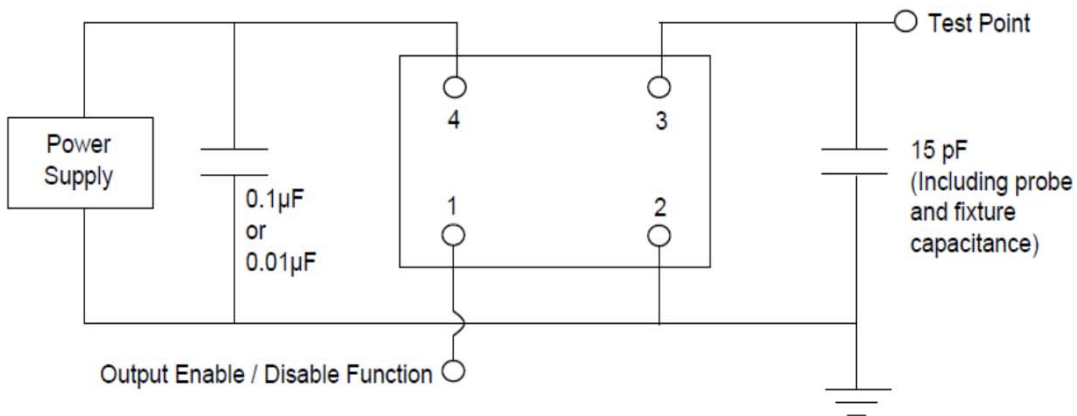 Test Point
4
3
Power
Supply
0.1µF
or
0.01µF
1
2
15 pF
(Including probe
and fixture
capacitance)
Output Enable / Disable Function